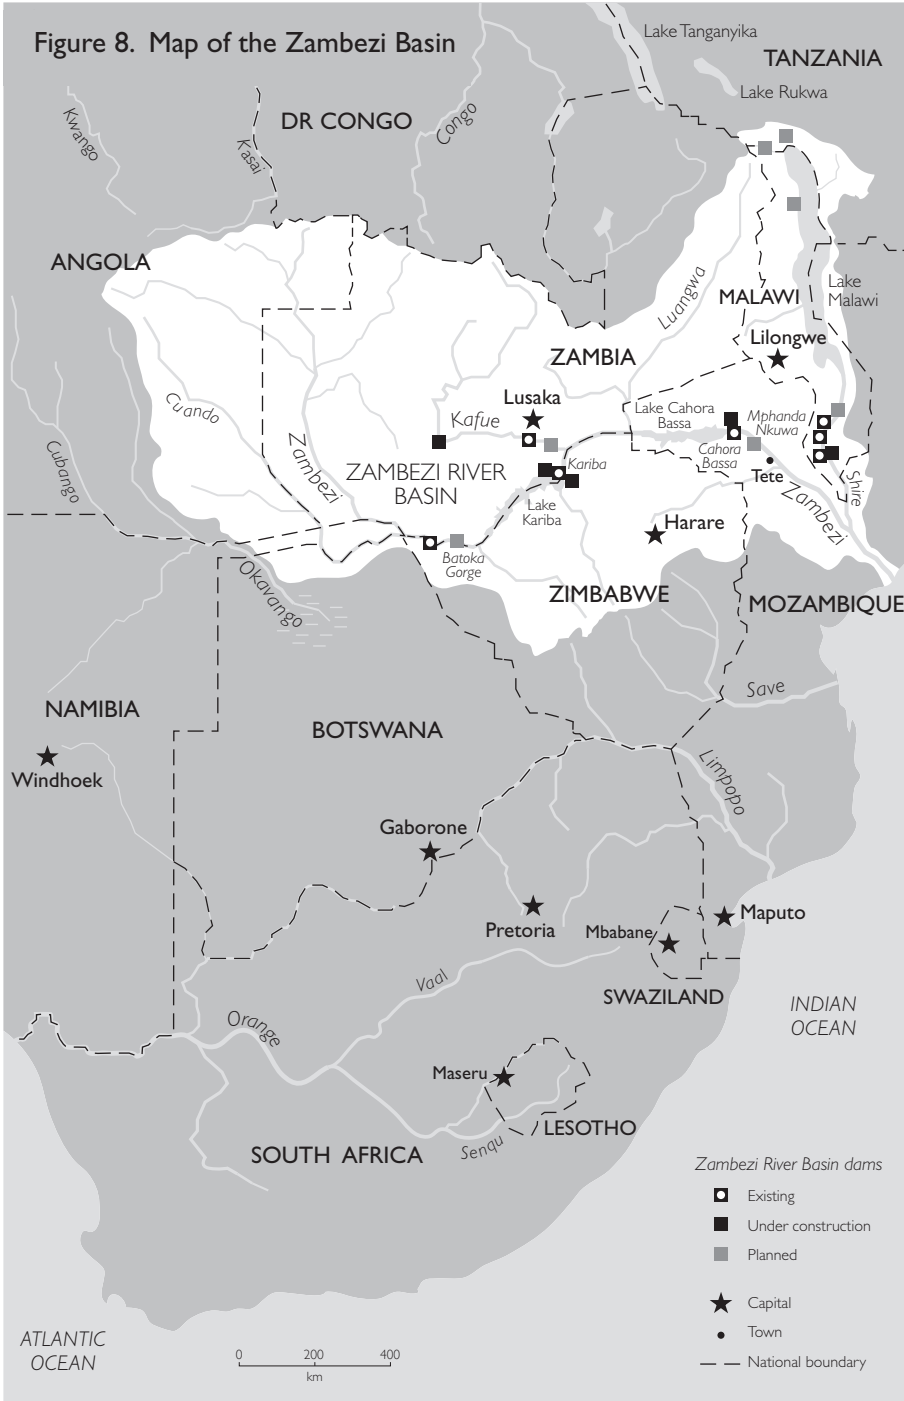 Figure 8. Map of the Zambezi Basin
Lake Tanganyika
TANZANIA
Lake Rukwa
DR CONGO
Congo
Kwango
Kasai
ANGOLA
Luangwa
MALAWI
Lake
Malawi
Lilongwe
ZAMBIA
Lusaka
Cuando
Kafue
Lake Cahora
Bassa
Mphanda
Nkuwa
Cubango
Zambezi
ZAMBEZI RIVER
BASIN
Kariba
Cahora
Bassa
Tete
Shire
Zambezi
Lake
Kariba
Harare
Batoka
Gorge
Okavango
ZIMBABWE
MOZAMBIQUE
Save
NAMIBIA
BOTSWANA
Windhoek
Limpopo
Gaborone
Pretoria
Mbabane
Maputo
Vaal
SWAZILAND
INDIAN
OCEAN
Orange
Maseru
LESOTHO
Senqu
SOUTH AFRICA
Zambezi River Basin dams
Existing
Under construction
Planned
Capital
Town
National boundary
ATLANTIC
OCEAN
0 200 400
km